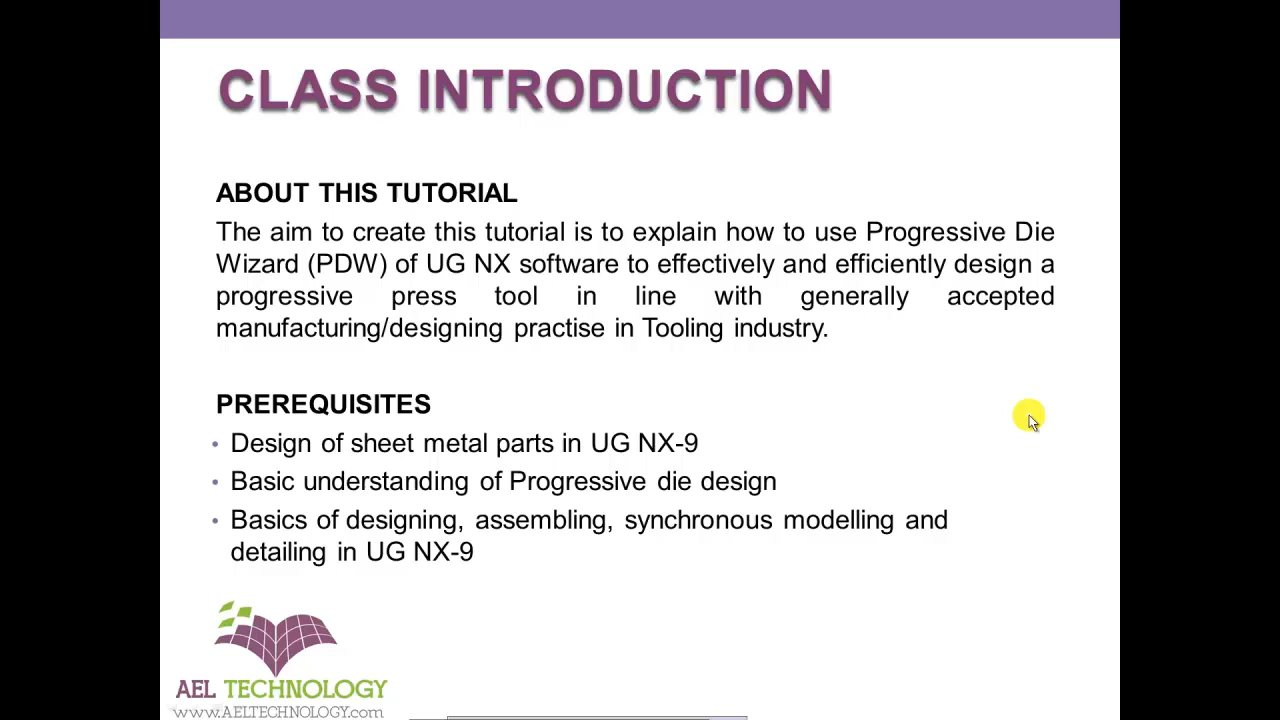 CLASS INTRODUCTION
ABOUT THIS TUTORIAL
The aim to create this tutorial is to explain how to use Progressive Die
Wizard (PDW) of UG NX software to effectively and efficiently design a
progressive press tool in line with generally accepted
manufacturing/designing practise in Tooling industry.
PREREQUISITES
• Design of sheet metal parts in UG NX-9
• Basic understanding of Progressive die design
• Basics of designing, assembling, synchronous modelling and
detailing in UG NX-9
AEL TECHNOLOGY
www.AELTECHNOLOGY.com